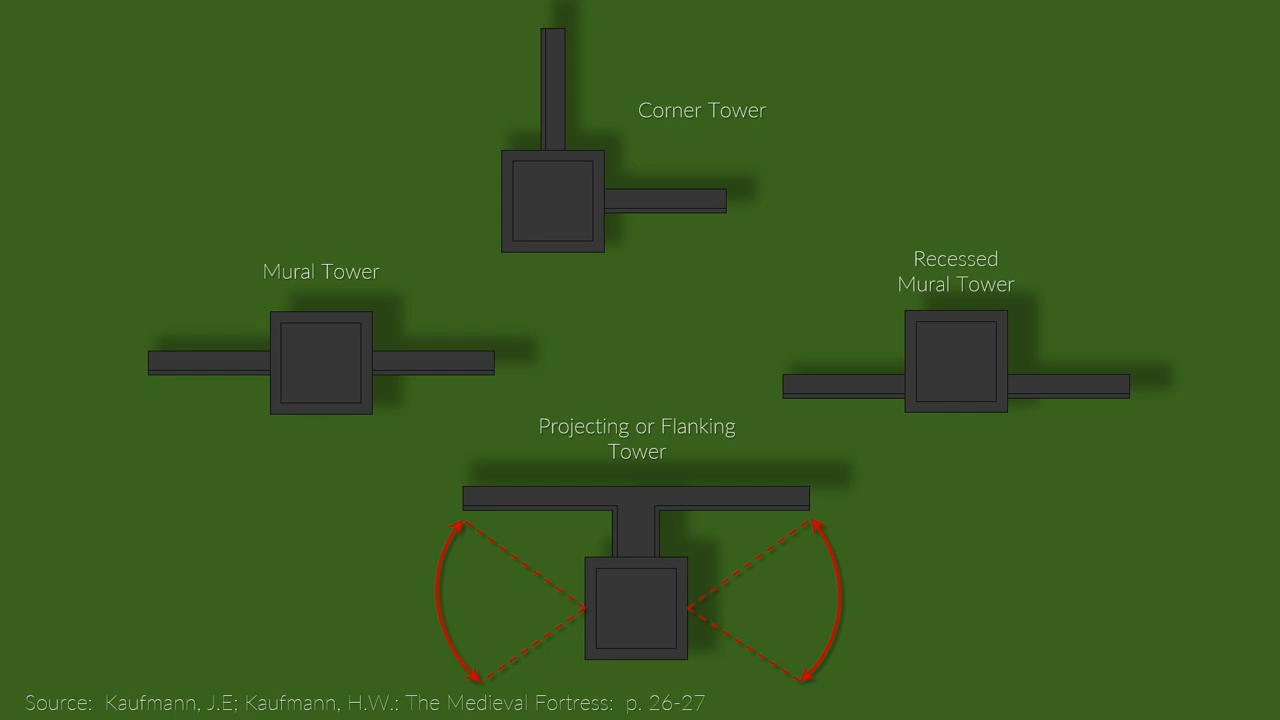 Corner Tower
Mural Tower
Recessed
Mural Tower
Projecting or Flanking
Tower
Source: Kaufmann, J.E; Kaufmann, H.W.: The Medieval Fortress: p. 26-27